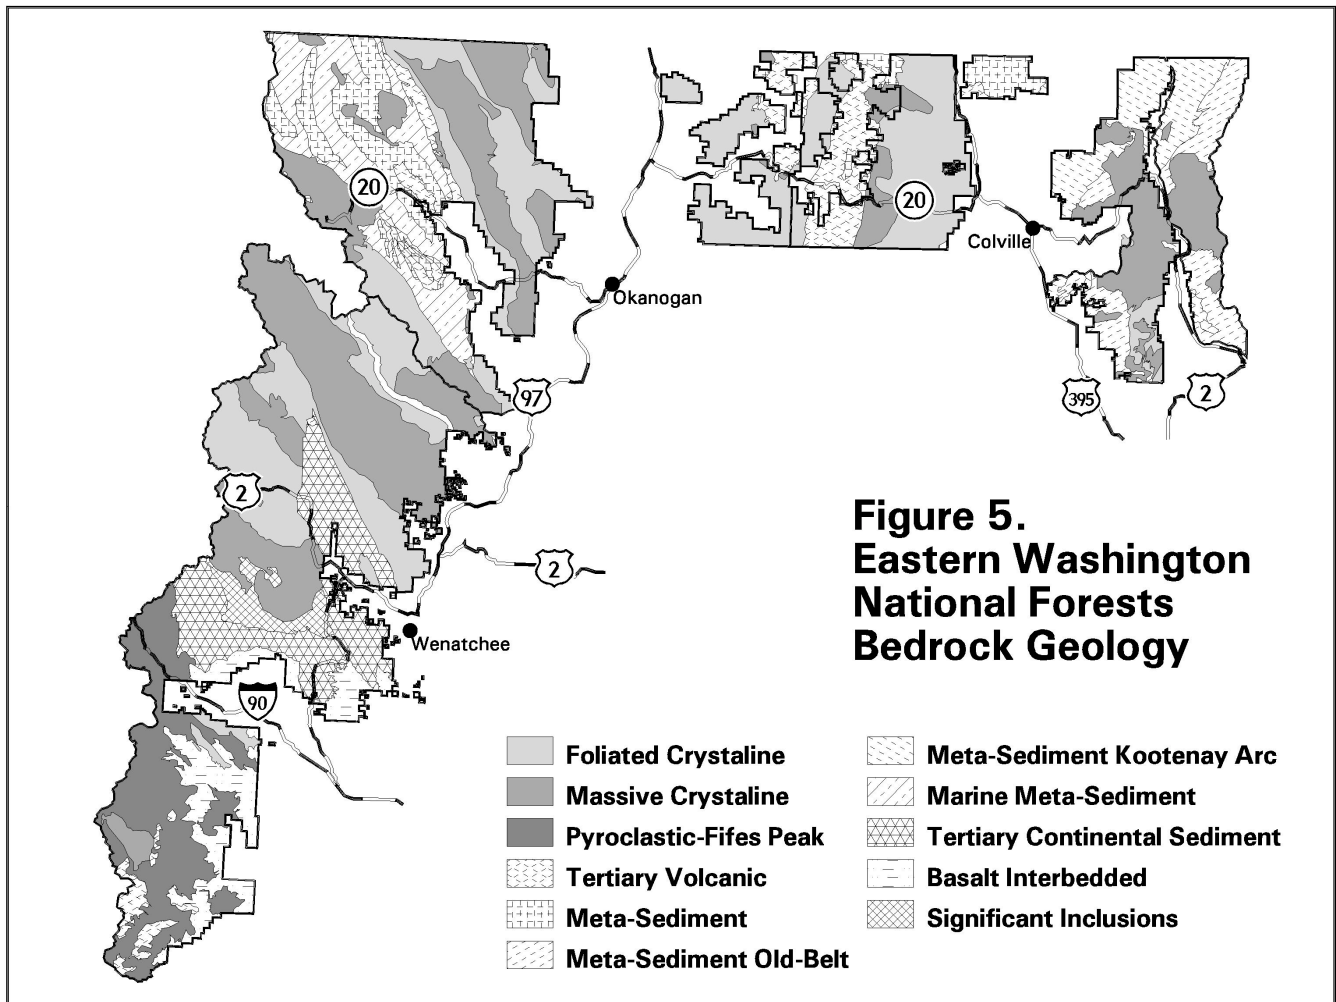 20
20
Colville
Okanogan
97
395
2
2
2
Wenatchee
90
Figure 5.
Eastern Washington
National Forests
Bedrock Geology
Foliated Crystaline
Massive Crystaline
Pyroclastic-Fifes Peak
Tertiary Volcanic
Meta-Sediment
Meta-Sediment Old-Belt
Meta-Sediment Kootenay Arc
Marine Meta-Sediment
Tertiary Continental Sediment
Basalt Interbedded
Significant Inclusions